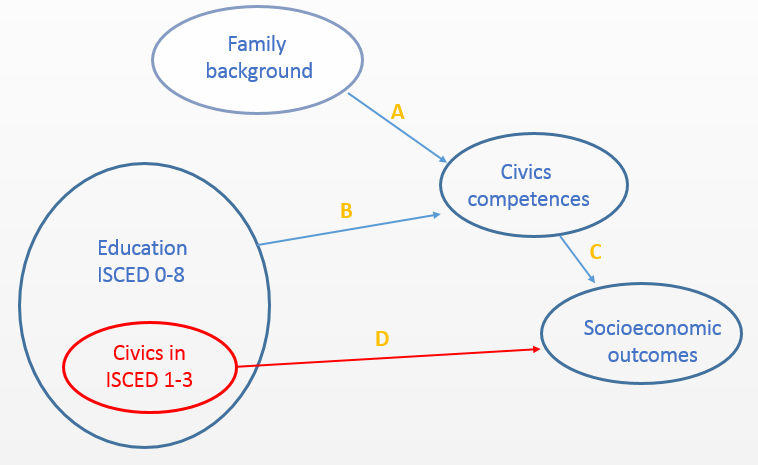 Family
background
A
Civics
competences
B
Education
ISCED 0-8
C
Socioeconomic
outcomes
D
Civics in
ISCED 1-3